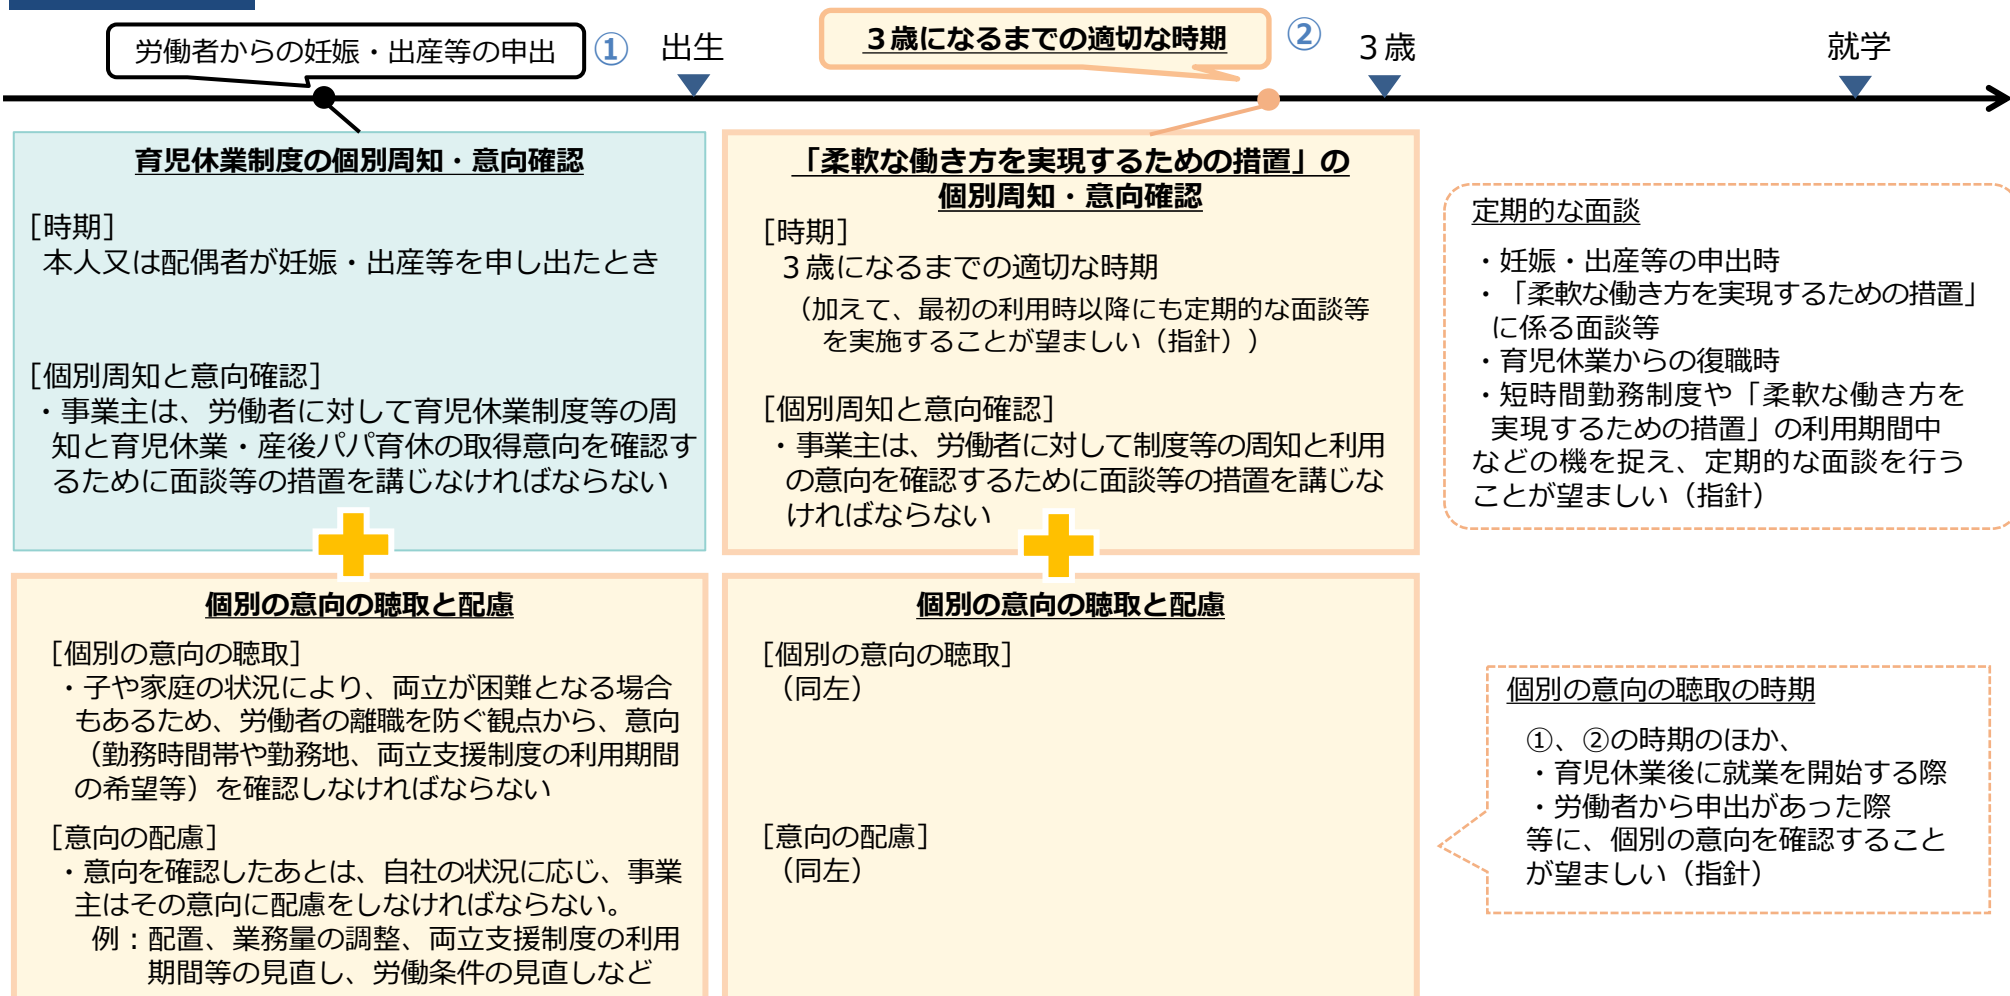 労働者からの妊娠・出産等の申出
①
出生
３歳になるまでの適切な時期
②
３歳
就学
育児休業制度の個別周知・意向確認
［時期］
本人又は配偶者が妊娠・出産等を申し出たとき
［個別周知と意向確認］
・事業主は、労働者に対して育児休業制度等の周
知と育児休業・産後パパ育休の取得意向を確認す
るために面談等の措置を講じなければならない
「柔軟な働き方を実現するための措置」の
個別周知・意向確認
［時期］
３歳になるまでの適切な時期
（加えて、最初の利用時以降にも定期的な面談等
を実施することが望ましい（指針））
［個別周知と意向確認］
・事業主は、労働者に対して制度等の周知と利用
の意向を確認するために面談等の措置を講じな
ければならない
定期的な面談
・妊娠・出産等の申出時
・「柔軟な働き方を実現するための措置」
に係る面談等
・育児休業からの復職時
・短時間勤務制度や「柔軟な働き方を
実現するための措置」の利用期間中
などの機を捉え、定期的な面談を行う
ことが望ましい（指針）
個別の意向の聴取と配慮
［個別の意向の聴取］
・子や家庭の状況により、両立が困難となる場合
もあるため、労働者の離職を防ぐ観点から、意向
（勤務時間帯や勤務地、両立支援制度の利用期間
の希望等）を確認しなければならない
［意向の配慮］
・意向を確認したあとは、自社の状況に応じ、事業
主はその意向に配慮をしなければならない。
例：配置、業務量の調整、両立支援制度の利用
期間等の見直し、労働条件の見直しなど
個別の意向の聴取と配慮
［個別の意向の聴取］
（同左）
［意向の配慮］
（同左）
個別の意向の聴取の時期
①、②の時期のほか、
・育児休業後に就業を開始する際
・労働者から申出があった際
等に、個別の意向を確認すること
が望ましい（指針）